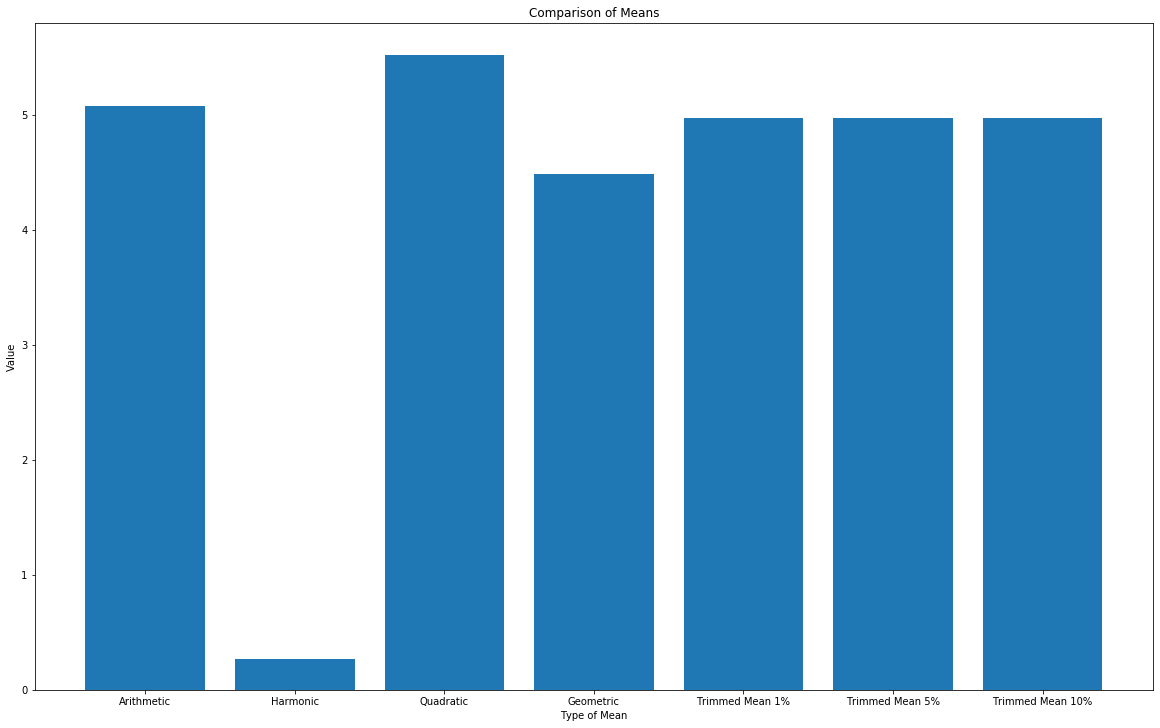 Comparison of Means
Value
5
4
3
2
1
0
Arithmetic Harmonic Quadratic Geometric Trimmed Mean 1% Trimmed Mean 5% Trimmed Mean 10%
Type of Mean